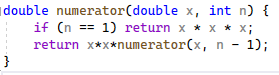 double numerator(double x, int n) {
    if (n == 1) return x * x * x;
    return x*x*numerator(x, n - 1);
}